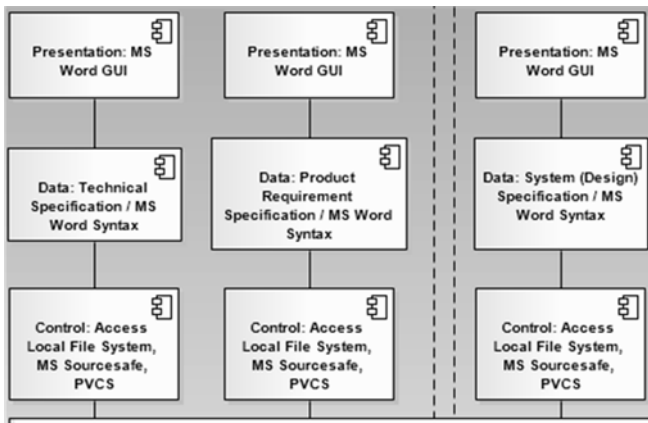 Presentation: MS
Word GUI
Presentation: MS
Word GUI
Presentation: MS
Word GUI
Data: Technical
Specification / MS
Word Syntax
Data: Product
Requirement
Specification / MS Word
Syntax
Data: System (Design)
Specification / MS
Word Syntax
Control: Access
Local File System,
MS Sourcesafe,
PVCS
Control: Access
Local File System,
MS Sourcesafe,
PVCS
Control: Access
Local File System,
MS Sourcesafe,
PVCS